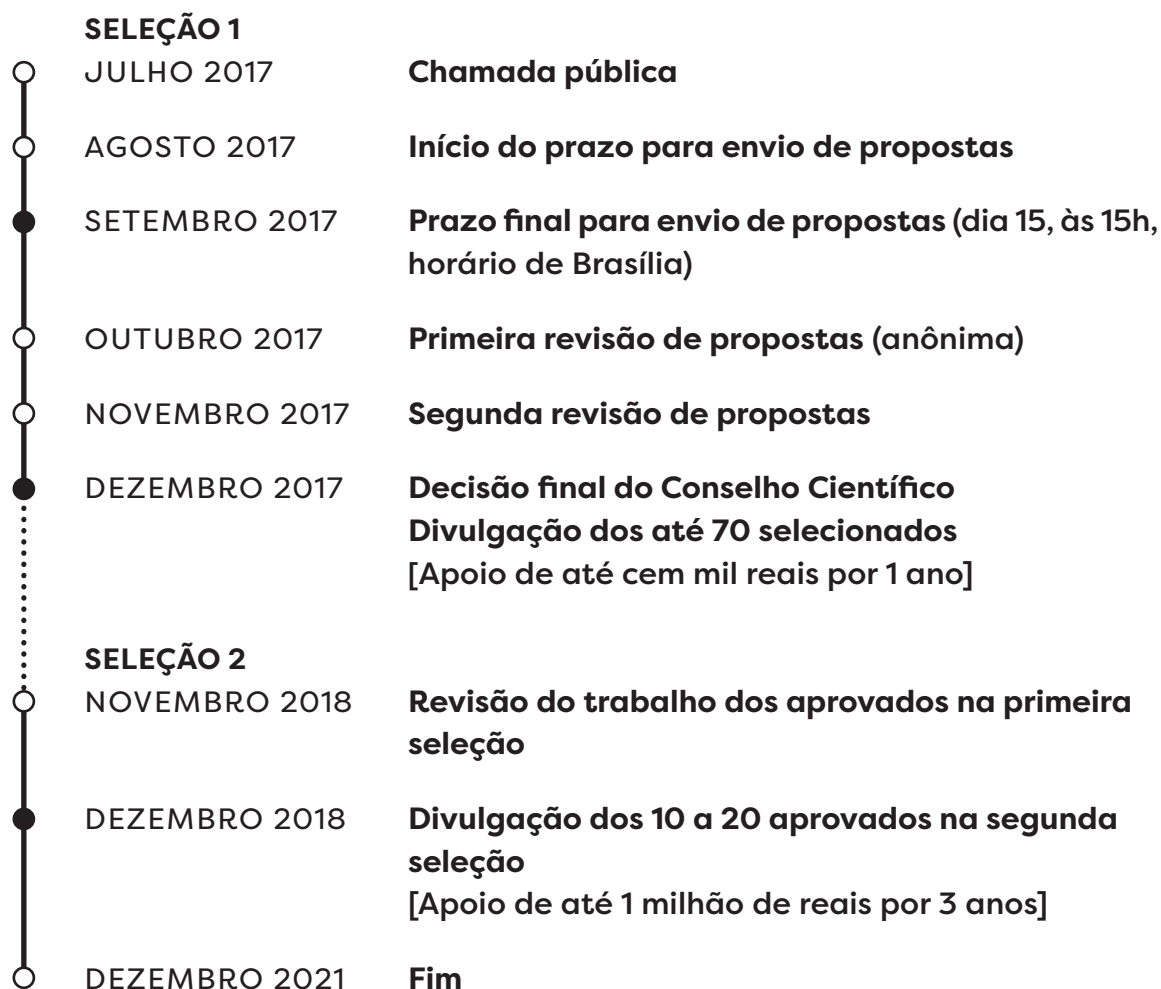 SELEÇÃO 1
JULHO 2017 Chamada pública
AGOSTO 2017 Início do prazo para envio de propostas
SETEMBRO 2017 Prazo final para envio de propostas (dia 15, às 15h,
horário de Brasília)
OUTUBRO 2017 Primeira revisão de propostas (anônima)
NOVEMBRO 2017 Segunda revisão de propostas
DEZEMBRO 2017 Decisão final do Conselho Científico
Divulgação dos até 70 selecionados
[Apoio de até cem mil reais por 1 ano]
SELEÇÃO 2
NOVEMBRO 2018 Revisão do trabalho dos aprovados na primeira
seleção
DEZEMBRO 2018 Divulgação dos 10 a 20 aprovados na segunda
seleção
[Apoio de até 1 milhão de reais por 3 anos]
DEZEMBRO 2021 Fim